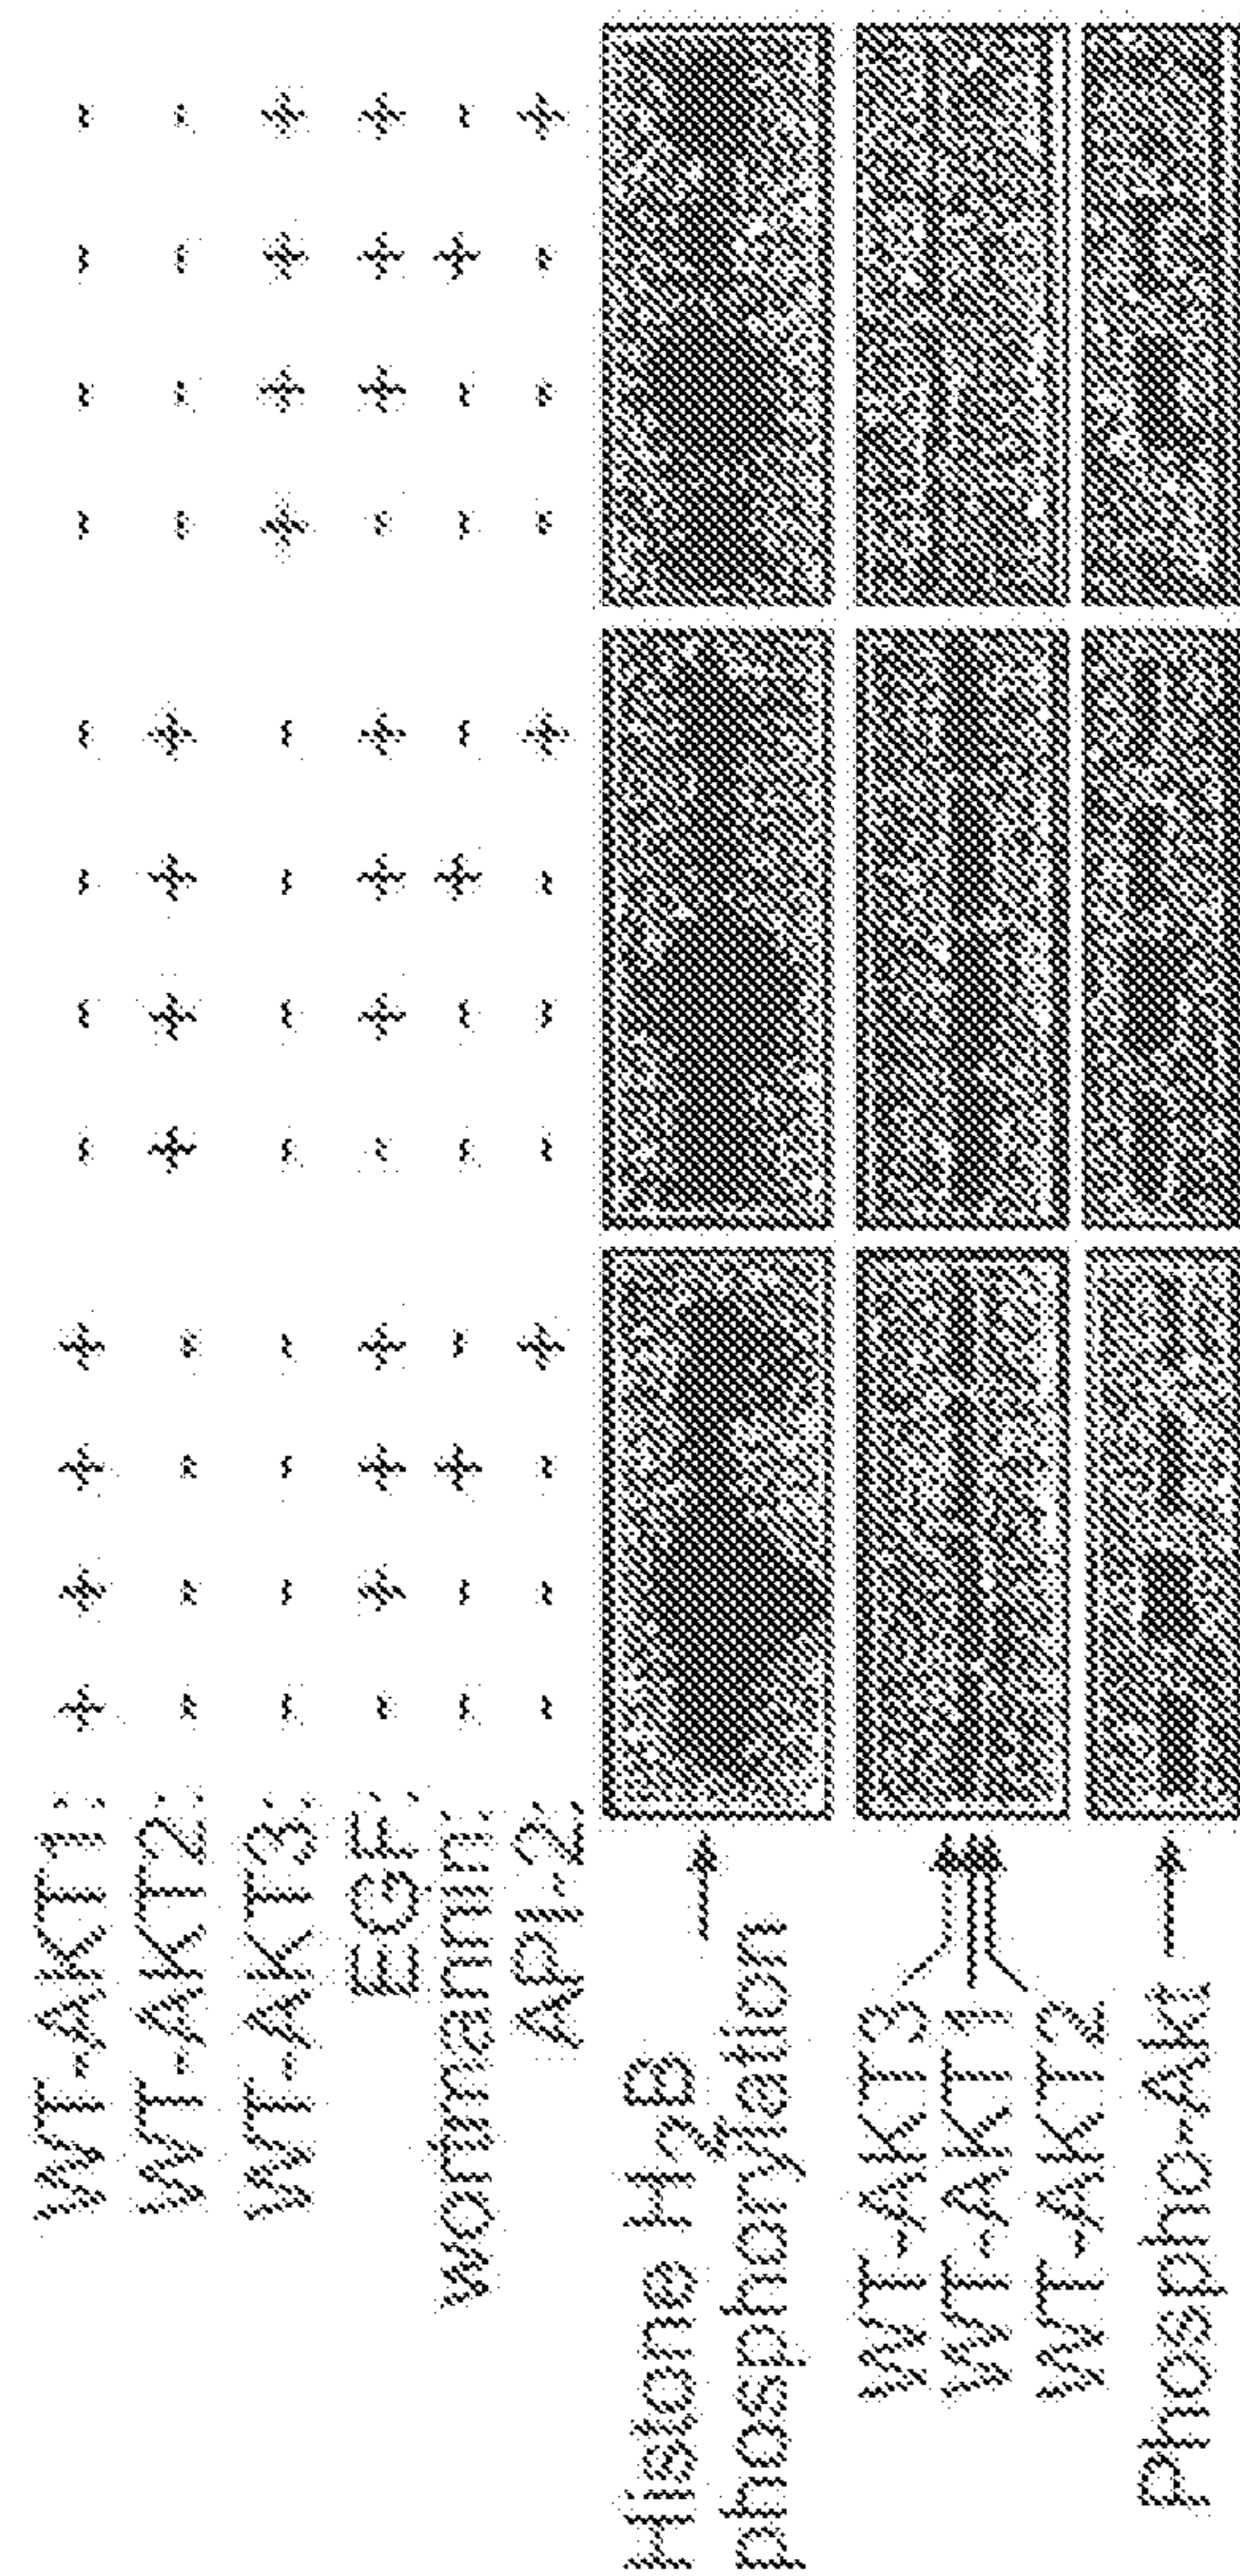 WT-AKT1: + + + + - - - - - - - -
WT-AKT2: - - - - + + + + - - - -
WT-AKT3: - - - - - - - - + + + +
EGF: - + + + - + + + - + + +
wortmannin: - - + - - - + - - - + -
API-2: - - - + - - - + - - - +
Histone H2B
phosphorylation
WT-AKT3
WT-AKT1
WT-AKT2
Phospho-Akt